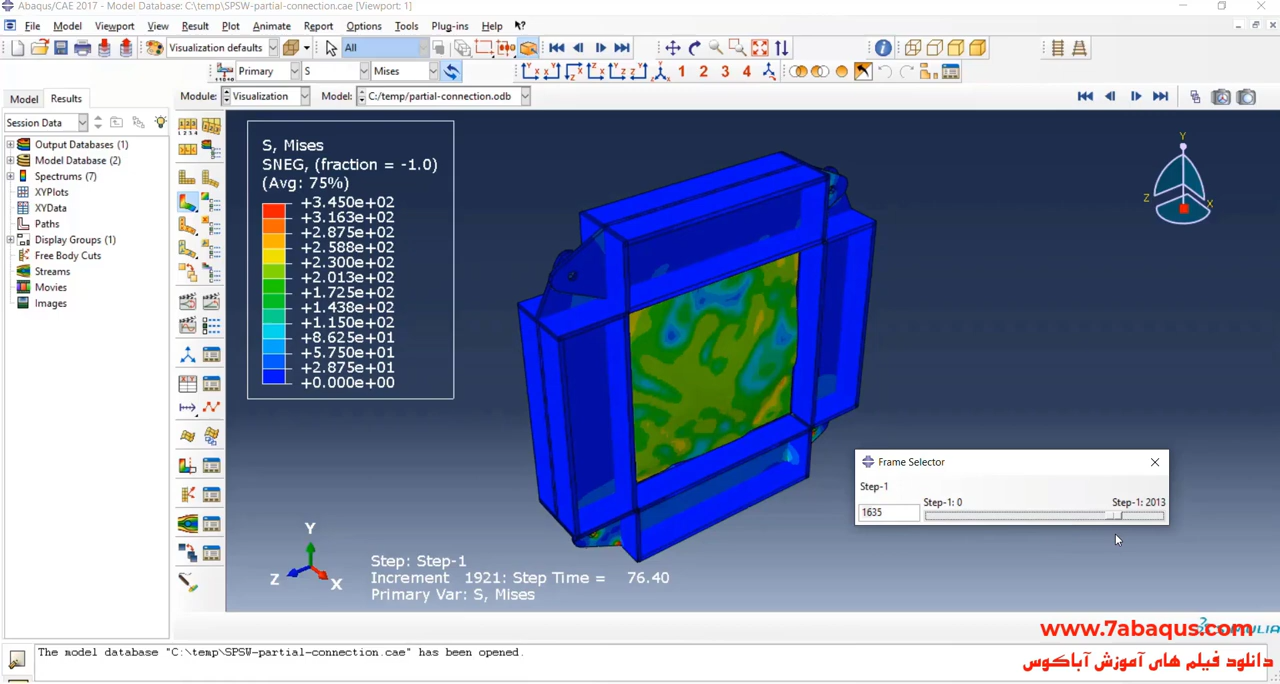 Abaqus/CAE 2017 - Model Database: C:\temp\SPSW-partial-connection.cae [Viewport: 1]
File Model Viewport View Result Plot Animate Report Options Tools Plug-ins Help
Visualization defaults All
Primary S Mises 1 2 3 4
Model Results Module: Visualization Model: C:/temp/partial-connection.odb
Session Data
Output Databases (1)
Model Database (2)
Spectrums (7)
XYPlots
XYData
Paths
Display Groups (1)
Free Body Cuts
Streams
Movies
Images
S, Mises
SNEG, (fraction = -1.0)
(Avg: 75%)
+3.450e+02
+3.163e+02
+2.875e+02
+2.588e+02
+2.300e+02
+2.013e+02
+1.725e+02
+1.438e+02
+1.150e+02
+8.625e+01
+5.750e+01
+2.875e+01
+0.000e+00
Y
Z X
Frame Selector
Step-1
Step-1: 0 Step-1: 2013
1635
Y
Z X
Step: Step-1
Increment 1921: Step Time = 76.40
Primary Var: S, Mises
www.7abaqus.com
دانلود فیلم های آموزش آباکوس
The model database "C:\temp\SPSW-partial-connection.cae" has been opened.